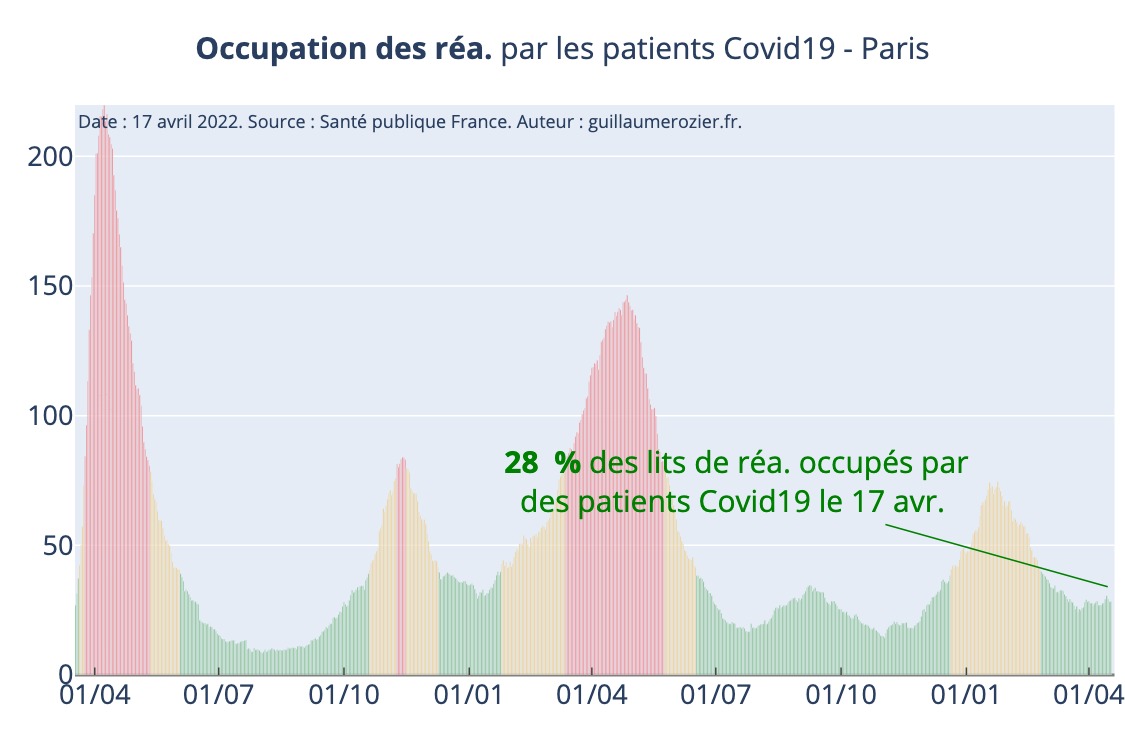 Occupation des réa. par les patients Covid19 - Paris
Date : 17 avril 2022. Source : Santé publique France. Auteur : guillaumerozier.fr.
200
150
100
28 % des lits de réa. occupés par
des patients Covid19 le 17 avr.
50
0
01/04 01/07 01/10 01/01 01/04 01/07 01/10 01/01 01/04